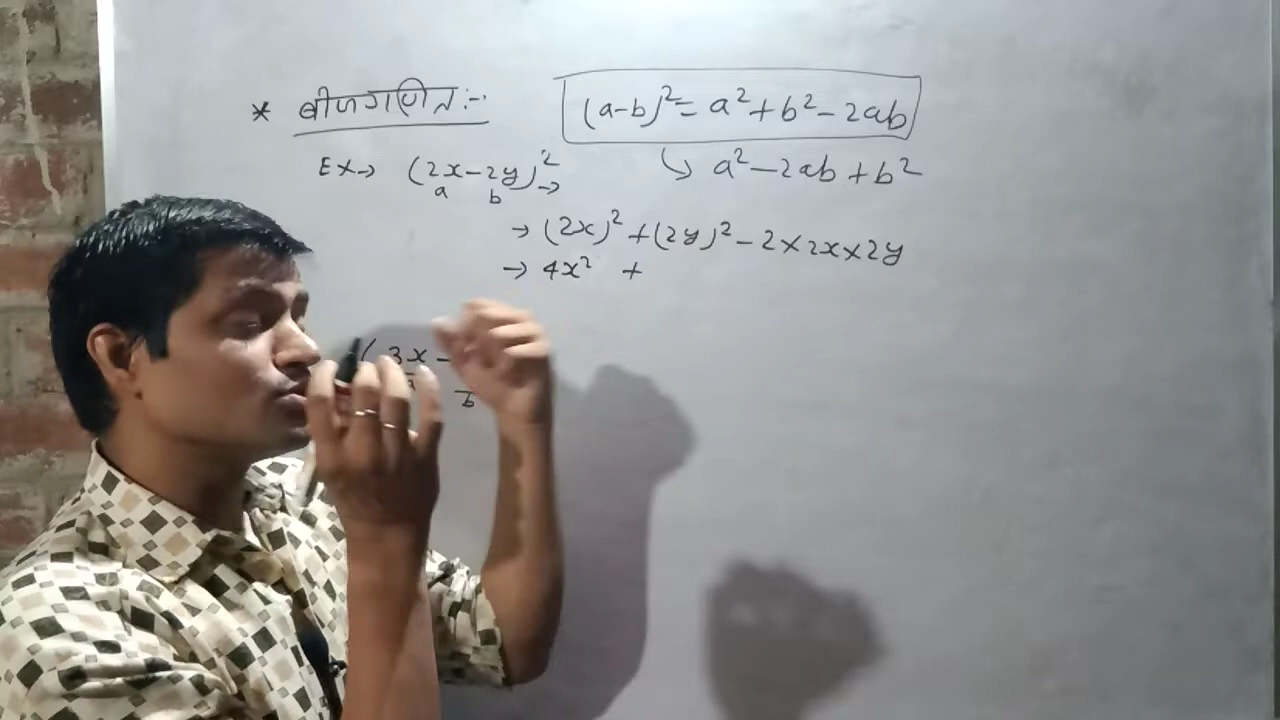 * बीजगणित :-
(a-b)² = a² + b² - 2ab
↳ a² - 2ab + b²
Ex → (2x - 2y)² →
a b
→ (2x)² + (2y)² - 2 × 2x × 2y
→ 4x² +
( 3x -
b